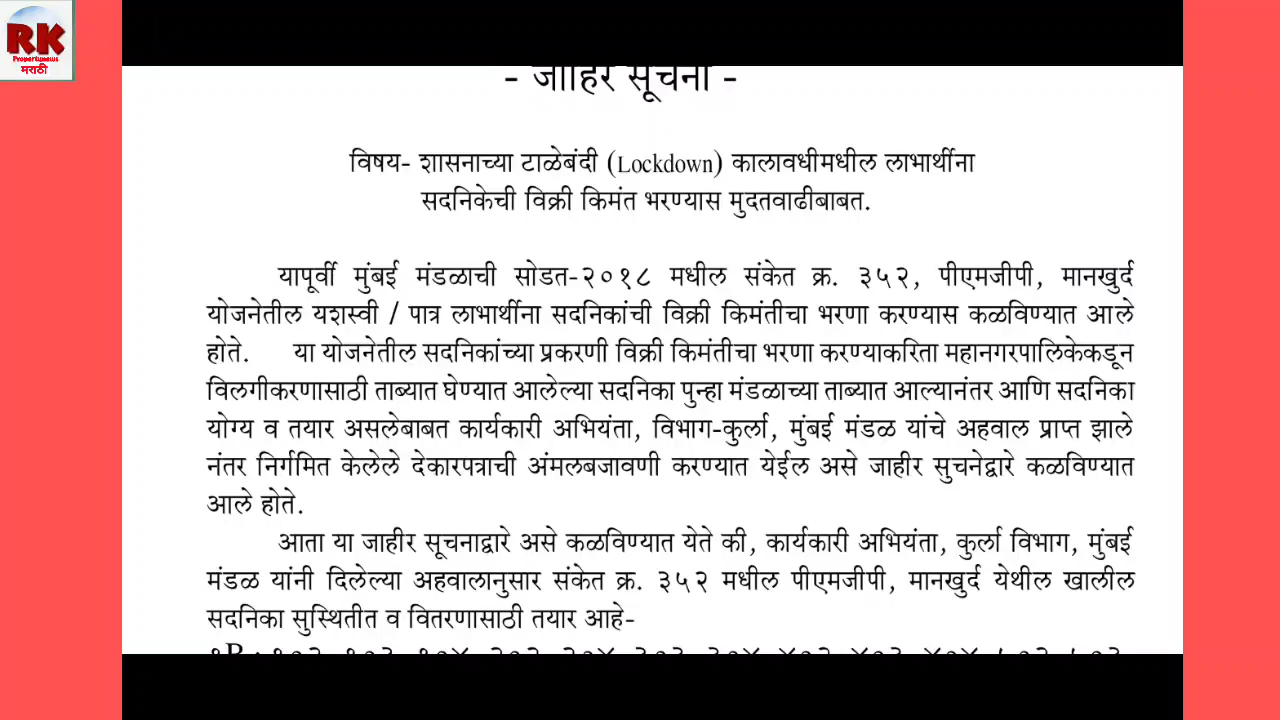 RK
Propertynews
मराठी
- जाहिर सूचना -
विषय- शासनाच्या टाळेबंदी (Lockdown) कालावधीमधील लाभार्थींना
सदनिकेची विक्री किमंत भरण्यास मुदतवाढीबाबत.
यापूर्वी मुंबई मंडळाची सोडत-२०१८ मधील संकेत क्र. ३५२, पीएमजीपी, मानखुर्द
योजनेतील यशस्वी / पात्र लाभार्थींना सदनिकांची विक्री किमंतीचा भरणा करण्यास कळविण्यात आले
होते. या योजनेतील सदनिकांच्या प्रकरणी विक्री किमंतीचा भरणा करण्याकरिता महानगरपालिकेकडून
विलगीकरणासाठी ताब्यात घेण्यात आलेल्या सदनिका पुन्हा मंडळाच्या ताब्यात आल्यानंतर आणि सदनिका
योग्य व तयार असलेबाबत कार्यकारी अभियंता, विभाग-कुर्ला, मुंबई मंडळ यांचे अहवाल प्राप्त झाले
नंतर निर्गमित केलेले देकारपत्राची अंमलबजावणी करण्यात येईल असे जाहीर सुचनेद्वारे कळविण्यात
आले होते.
आता या जाहीर सूचनाद्वारे असे कळविण्यात येते की, कार्यकारी अभियंता, कुर्ला विभाग, मुंबई
मंडळ यांनी दिलेल्या अहवालानुसार संकेत क्र. ३५२ मधील पीएमजीपी, मानखुर्द येथील खालील
सदनिका सुस्थितीत व वितरणासाठी तयार आहे-